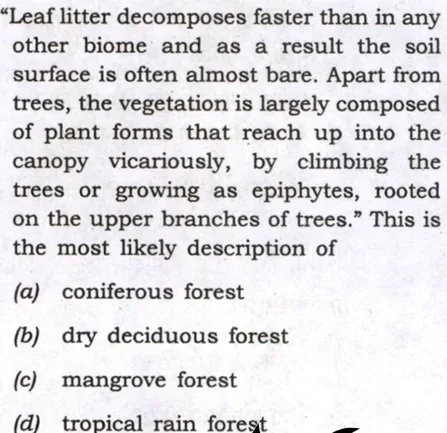 “Leaf litter decomposes faster than in any
other biome and as a result the soil
surface is often almost bare. Apart from
trees, the vegetation is largely composed
of plant forms that reach up into the
canopy vicariously, by climbing the
trees or growing as epiphytes, rooted
on the upper branches of trees.” This is
the most likely description of
(a) coniferous forest
(b) dry deciduous forest
(c) mangrove forest
(d) tropical rain forest